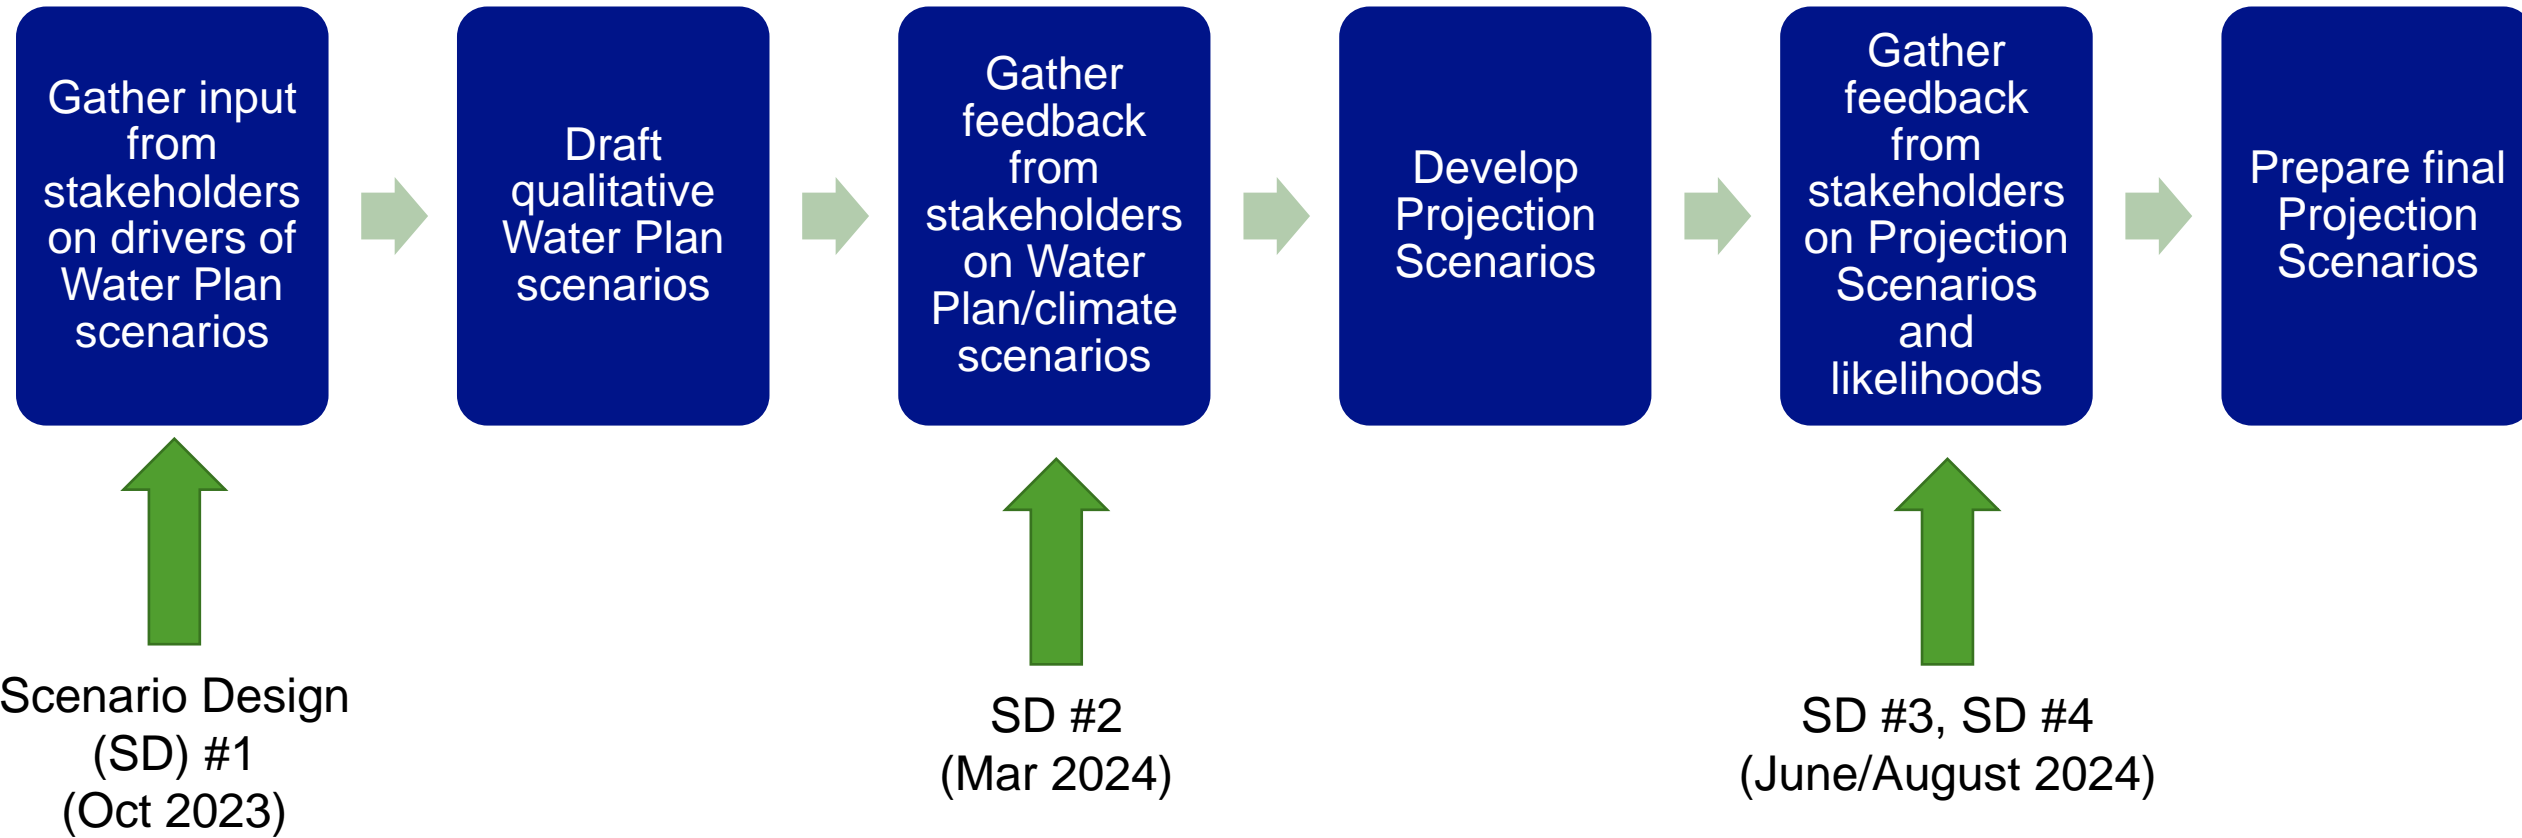 Gather input
from
stakeholders
on drivers of
Water Plan
scenarios
Draft
qualitative
Water Plan
scenarios
Gather
feedback
from
stakeholders
on Water
Plan/climate
scenarios
Develop
Projection
Scenarios
Gather
feedback
from
stakeholders
on Projection
Scenarios
and
likelihoods
Prepare final
Projection
Scenarios
Scenario Design
(SD) #1
(Oct 2023)
SD #2
(Mar 2024)
SD #3, SD #4
(June/August 2024)